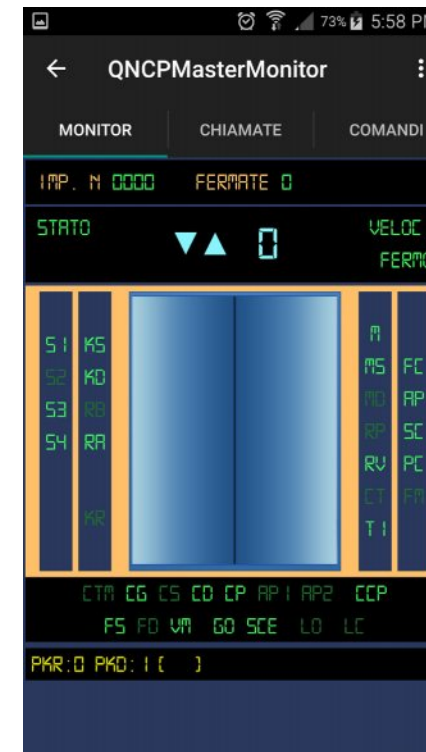 73% 5:58 P
QNCPMasterMonitor
MONITOR CHIAMATE COMANDI
IMP. N 0000 FERMATE 0
STATO 0 VELOC
FERMO
S1 KS M
S2 KD MS FC
S3 RB MD AP
S4 RA RP SC
RV PC
KR CT FM
T1
CTM CG CS CD CP AP1 AP2 CCP
FS FD VM GO SCE LO LC
PKR:0 PKD:1( )